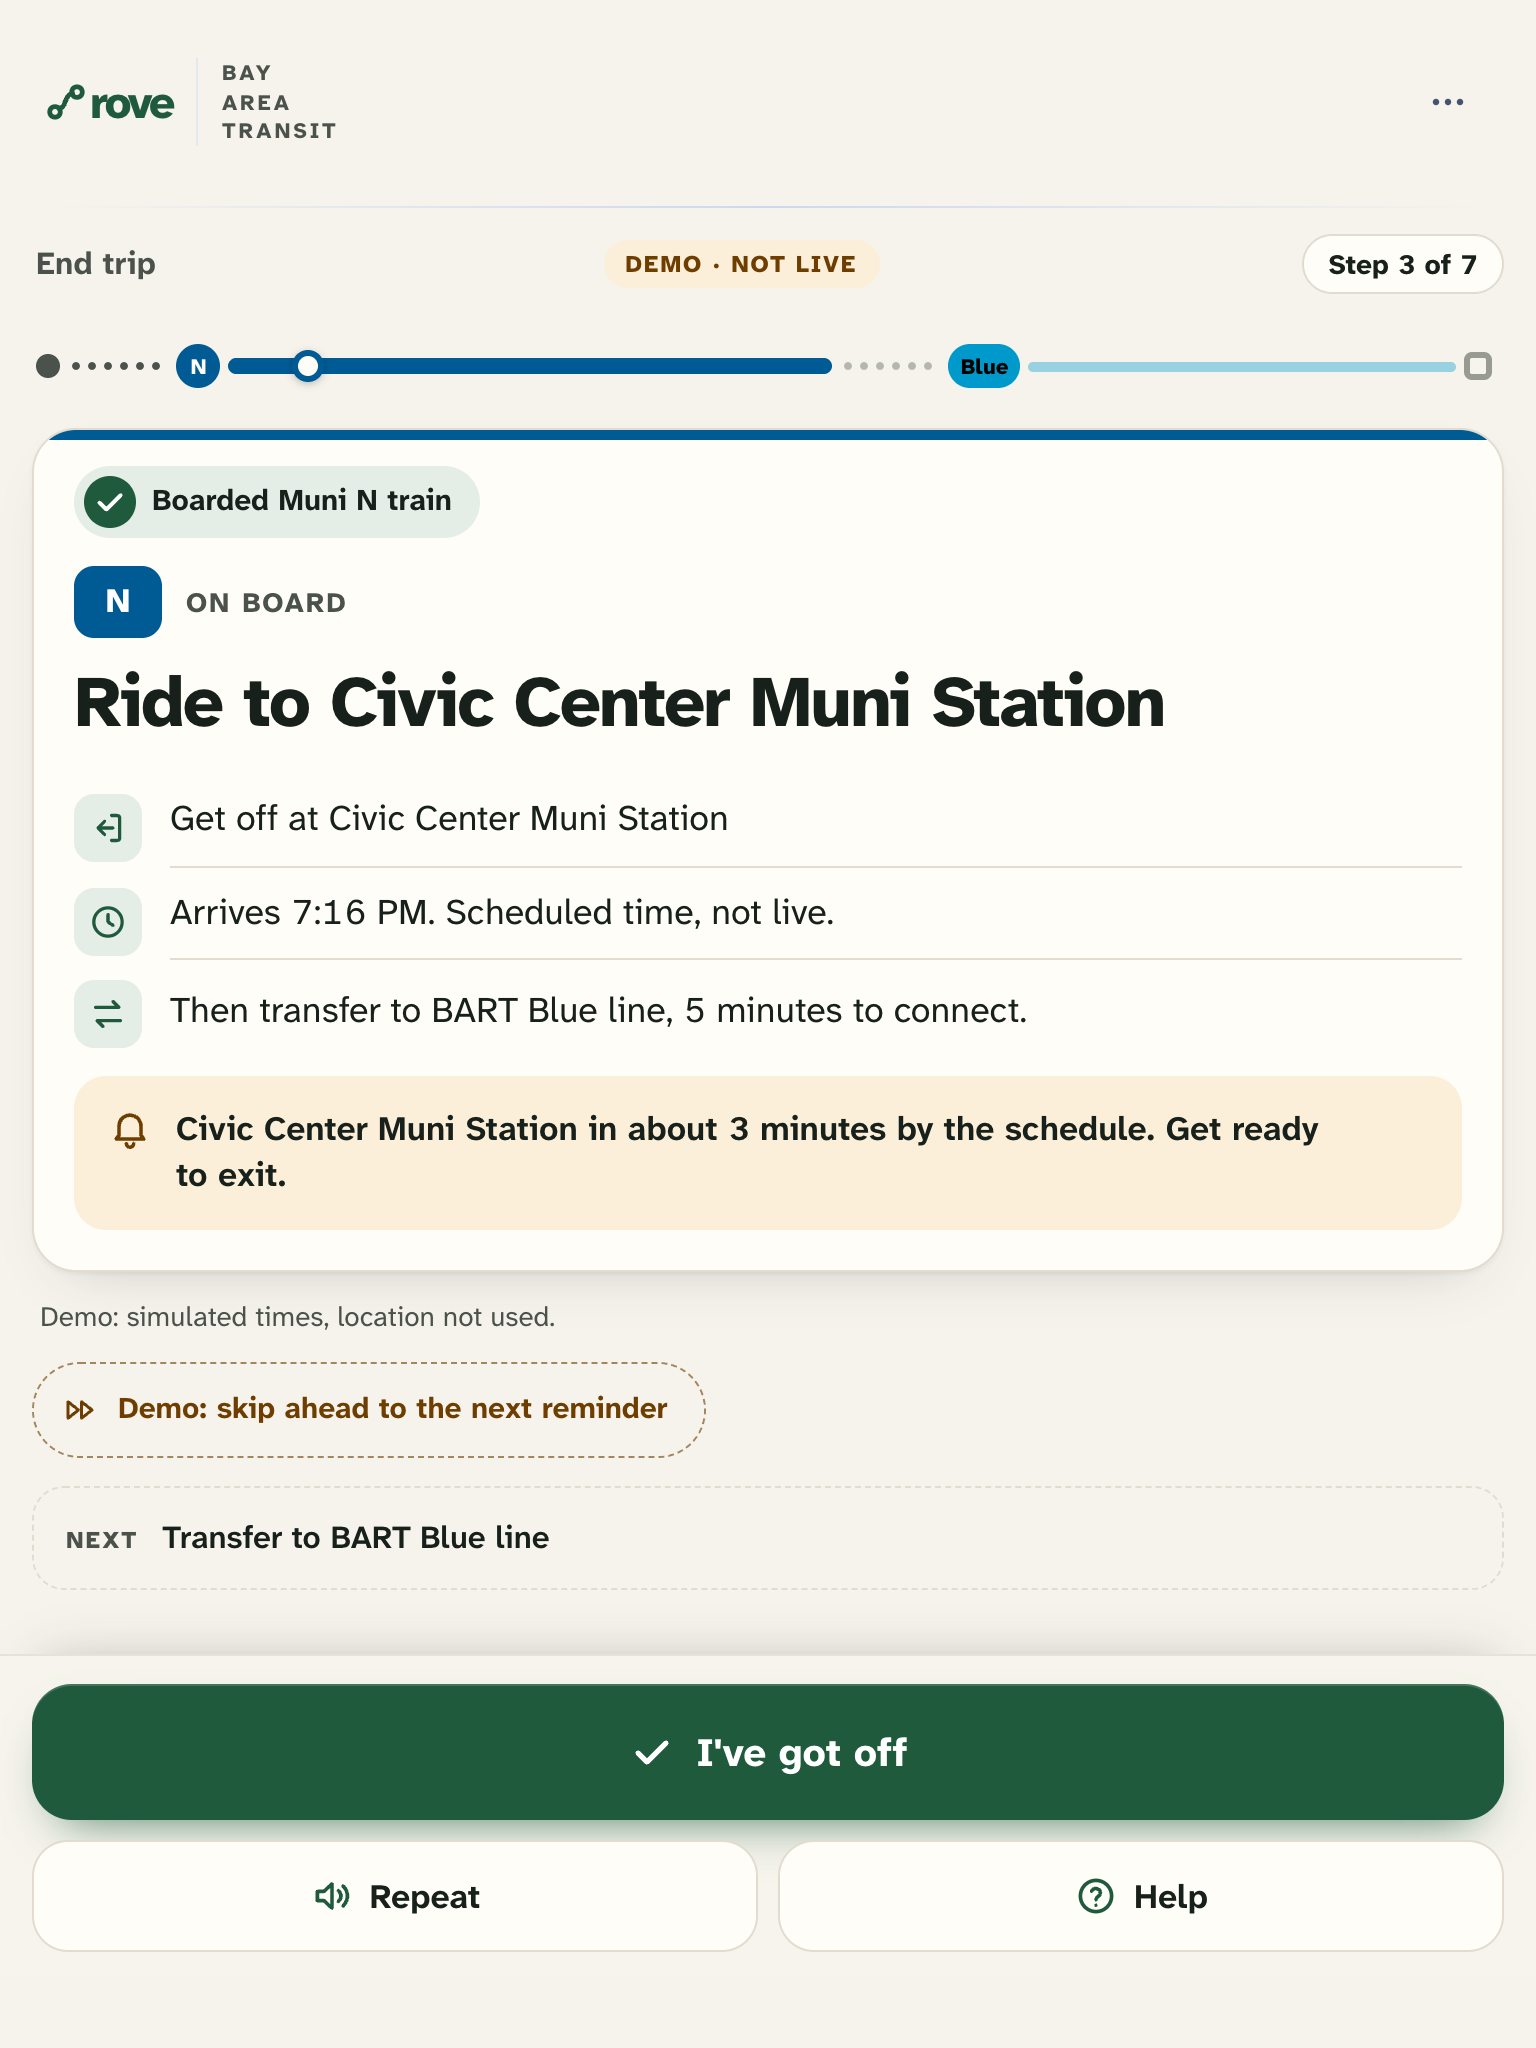 rove
BAY
AREA
TRANSIT
End trip
DEMO · NOT LIVE
Step 3 of 7
N
Blue
Boarded Muni N train
N
ON BOARD
Ride to Civic Center Muni Station
Get off at Civic Center Muni Station
Arrives 7:16 PM. Scheduled time, not live.
Then transfer to BART Blue line, 5 minutes to connect.
Civic Center Muni Station in about 3 minutes by the schedule. Get ready
to exit.
Demo: simulated times, location not used.
Demo: skip ahead to the next reminder
NEXT Transfer to BART Blue line
I've got off
Repeat
Help